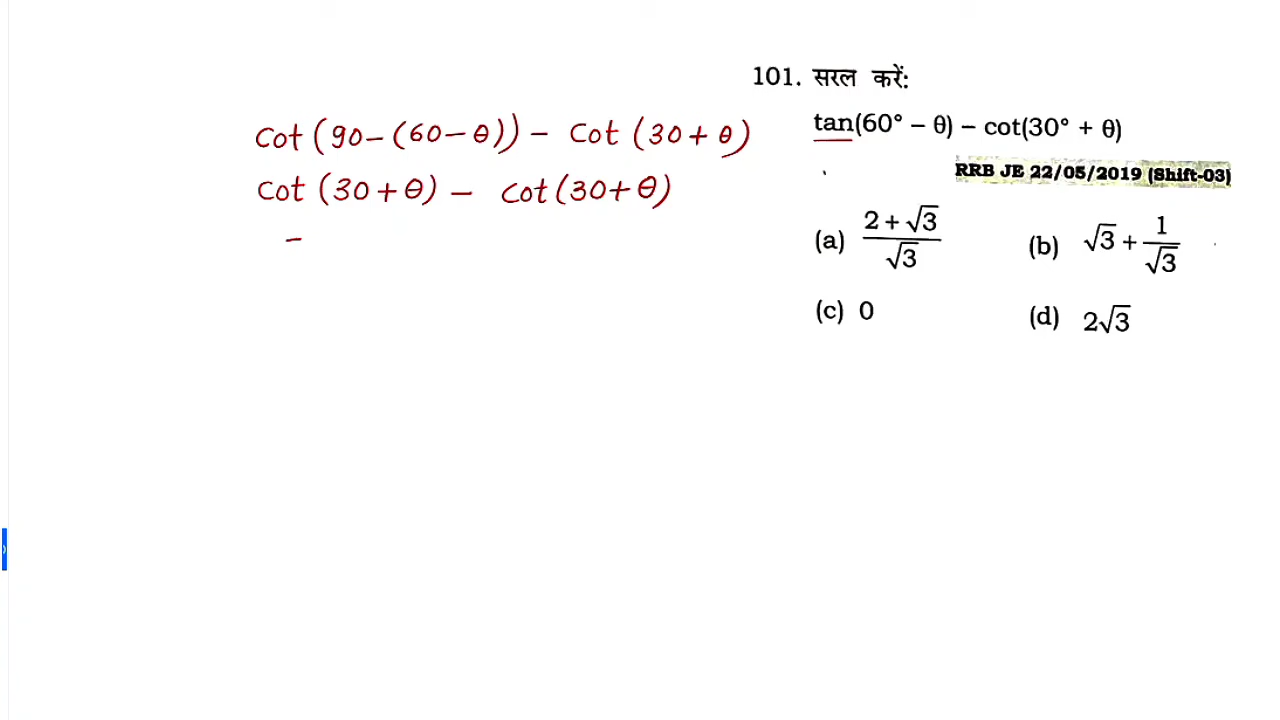 101. सरल करें:
tan(60° − θ) − cot(30° + θ)
RRB JE 22/05/2019 (Shift-03)
(a) (2 + √3)/√3 (b) √3 + 1/√3
(c) 0 (d) 2√3
Cot (90 − (60 − θ)) − Cot (30 + θ)
Cot (30 + θ) − Cot (30 + θ)
=